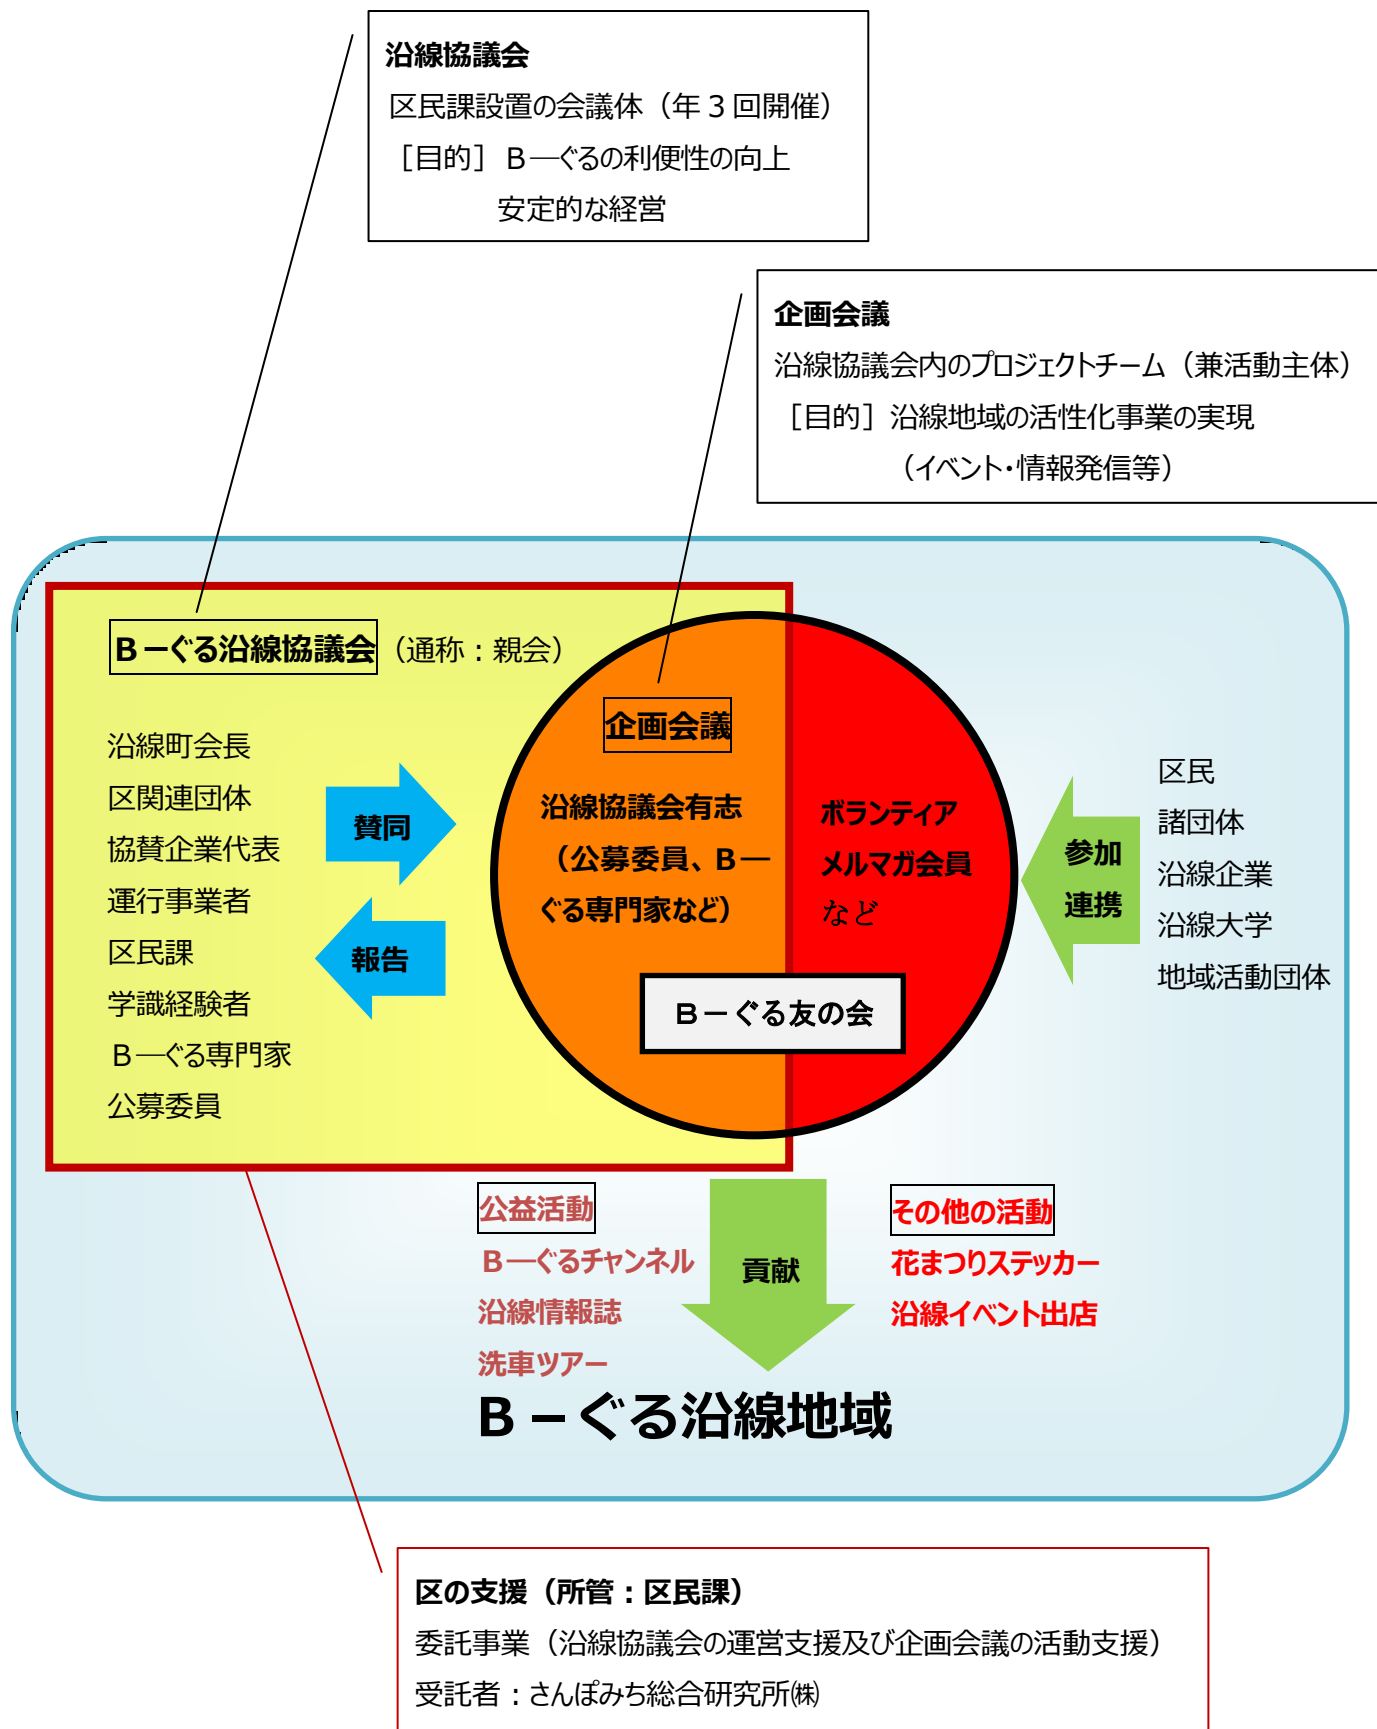 沿線協議会
区民課設置の会議体（年３回開催）
［目的］Ｂ―ぐるの利便性の向上
安定的な経営
企画会議
沿線協議会内のプロジェクトチーム（兼活動主体）
［目的］沿線地域の活性化事業の実現
（イベント・情報発信等）
Ｂ－ぐる沿線協議会（通称：親会）
沿線町会長
区関連団体
協賛企業代表
運行事業者
区民課
学識経験者
Ｂ―ぐる専門家
公募委員
賛同
報告
企画会議
沿線協議会有志
（公募委員、Ｂ―
ぐる専門家など）
ボランティア
メルマガ会員
など
Ｂ－ぐる友の会
参加
連携
区民
諸団体
沿線企業
沿線大学
地域活動団体
公益活動
Ｂ―ぐるチャンネル
沿線情報誌
洗車ツアー
貢献
その他の活動
花まつりステッカー
沿線イベント出店
Ｂ－ぐる沿線地域
区の支援（所管：区民課）
委託事業（沿線協議会の運営支援及び企画会議の活動支援）
受託者：さんぽみち総合研究所㈱